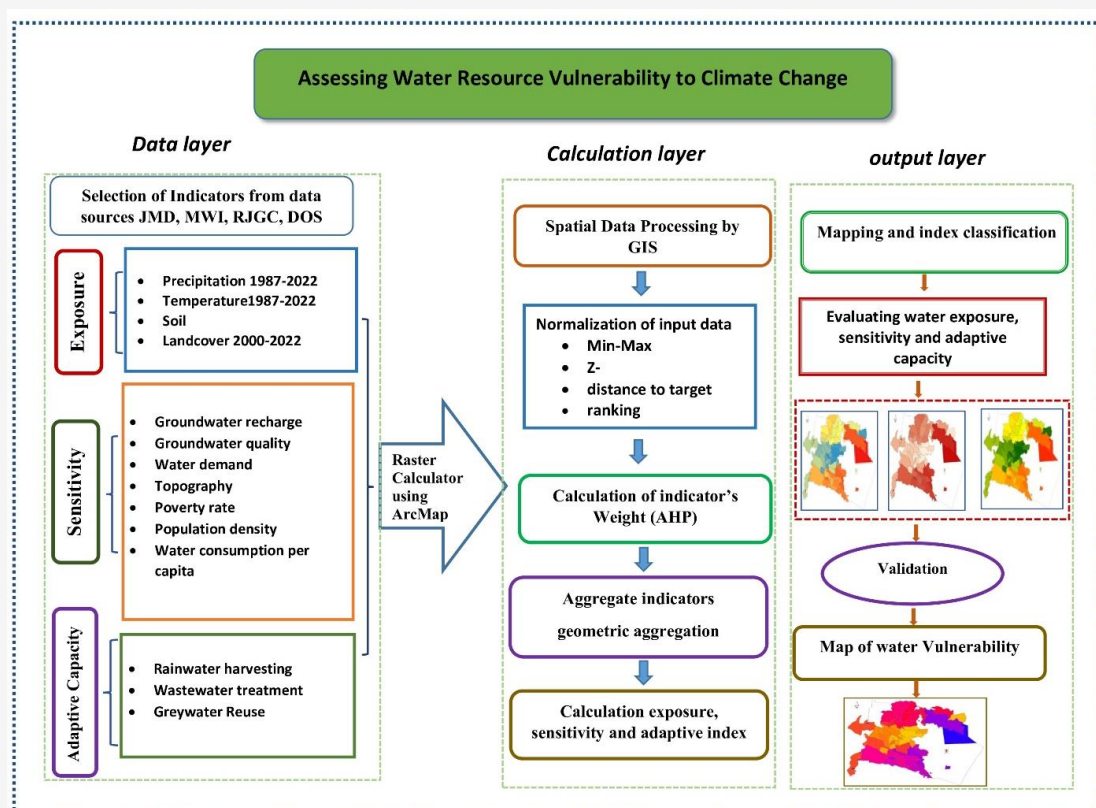 Assessing Water Resource Vulnerability to Climate Change
Data layer
Selection of Indicators from data
sources JMD, MWI, RJGC, DOS
Exposure
• Precipitation 1987-2022
• Temperature1987-2022
• Soil
• Landcover 2000-2022
Sensitivity
• Groundwater recharge
• Groundwater quality
• Water demand
• Topography
• Poverty rate
• Population density
• Water consumption per
capita
Adaptive Capacity
• Rainwater harvesting
• Wastewater treatment
• Greywater Reuse
Raster
Calculator
using
ArcMap
Calculation layer
Spatial Data Processing by
GIS
Normalization of input data
• Min-Max
• Z-
• distance to target
• ranking
Calculation of indicator’s
Weight (AHP)
Aggregate indicators
geometric aggregation
Calculation exposure,
sensitivity and adaptive index
output layer
Mapping and index classification
Evaluating water exposure,
sensitivity and adaptive
capacity
Validation
Map of water Vulnerability